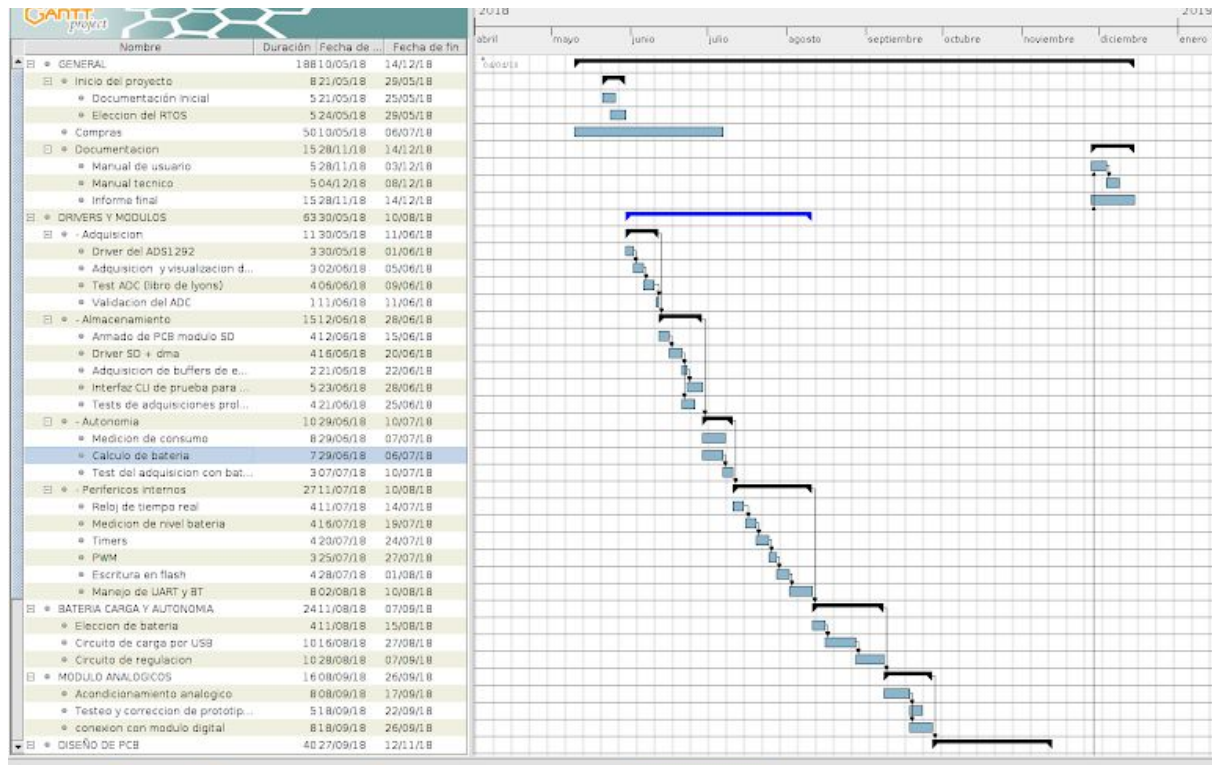 GANTT
project
2018
2019
abril mayo junio julio agosto septiembre octubre noviembre diciembre enero
Nombre Duración Fecha de ... Fecha de fin
GENERAL 188 10/05/18 14/12/18
Inicio del proyecto 8 21/05/18 29/05/18
Documentación Inicial 5 21/05/18 25/05/18
Eleccion del RTOS 5 24/05/18 29/05/18
Compras 50 10/05/18 06/07/18
Documentacion 15 28/11/18 14/12/18
Manual de usuario 5 28/11/18 03/12/18
Manual tecnico 5 04/12/18 08/12/18
Informe final 15 28/11/18 14/12/18
DRIVERS Y MODULOS 63 30/05/18 10/08/18
- Adquisicion 11 30/05/18 11/06/18
Driver del ADS1292 3 30/05/18 01/06/18
Adquisicion y visualizacion d... 3 02/06/18 05/06/18
Test ADC (libro de lyons) 4 06/06/18 09/06/18
Validacion del ADC 1 11/06/18 11/06/18
- Almacenamiento 15 12/06/18 28/06/18
Armado de PCB modulo SD 4 12/06/18 15/06/18
Driver SD + dma 4 16/06/18 20/06/18
Adquisicion de buffers de e... 2 21/06/18 22/06/18
Interfaz CLI de prueba para ... 5 23/06/18 28/06/18
Tests de adquisiciones prol... 4 21/06/18 25/06/18
- Autonomia 10 29/06/18 10/07/18
Medicion de consumo 8 29/06/18 07/07/18
Calculo de bateria 7 29/06/18 06/07/18
Test del adquisicion con bat... 3 07/07/18 10/07/18
- Perifericos internos 27 11/07/18 10/08/18
Reloj de tiempo real 4 11/07/18 14/07/18
Medicion de nivel bateria 4 16/07/18 19/07/18
Timers 4 20/07/18 24/07/18
PWM 3 25/07/18 27/07/18
Escritura en flash 4 28/07/18 01/08/18
Manejo de UART y BT 8 02/08/18 10/08/18
BATERIA CARGA Y AUTONOMIA 24 11/08/18 07/09/18
Eleccion de bateria 4 11/08/18 15/08/18
Circuito de carga por USB 10 16/08/18 27/08/18
Circuito de regulacion 10 28/08/18 07/09/18
MODULO ANALOGICOS 16 08/09/18 26/09/18
Acondicionamiento analogico 8 08/09/18 17/09/18
Testeo y correccion de prototip... 5 18/09/18 22/09/18
conexion con modulo digital 8 18/09/18 26/09/18
DISEÑO DE PCB 40 27/09/18 12/11/18